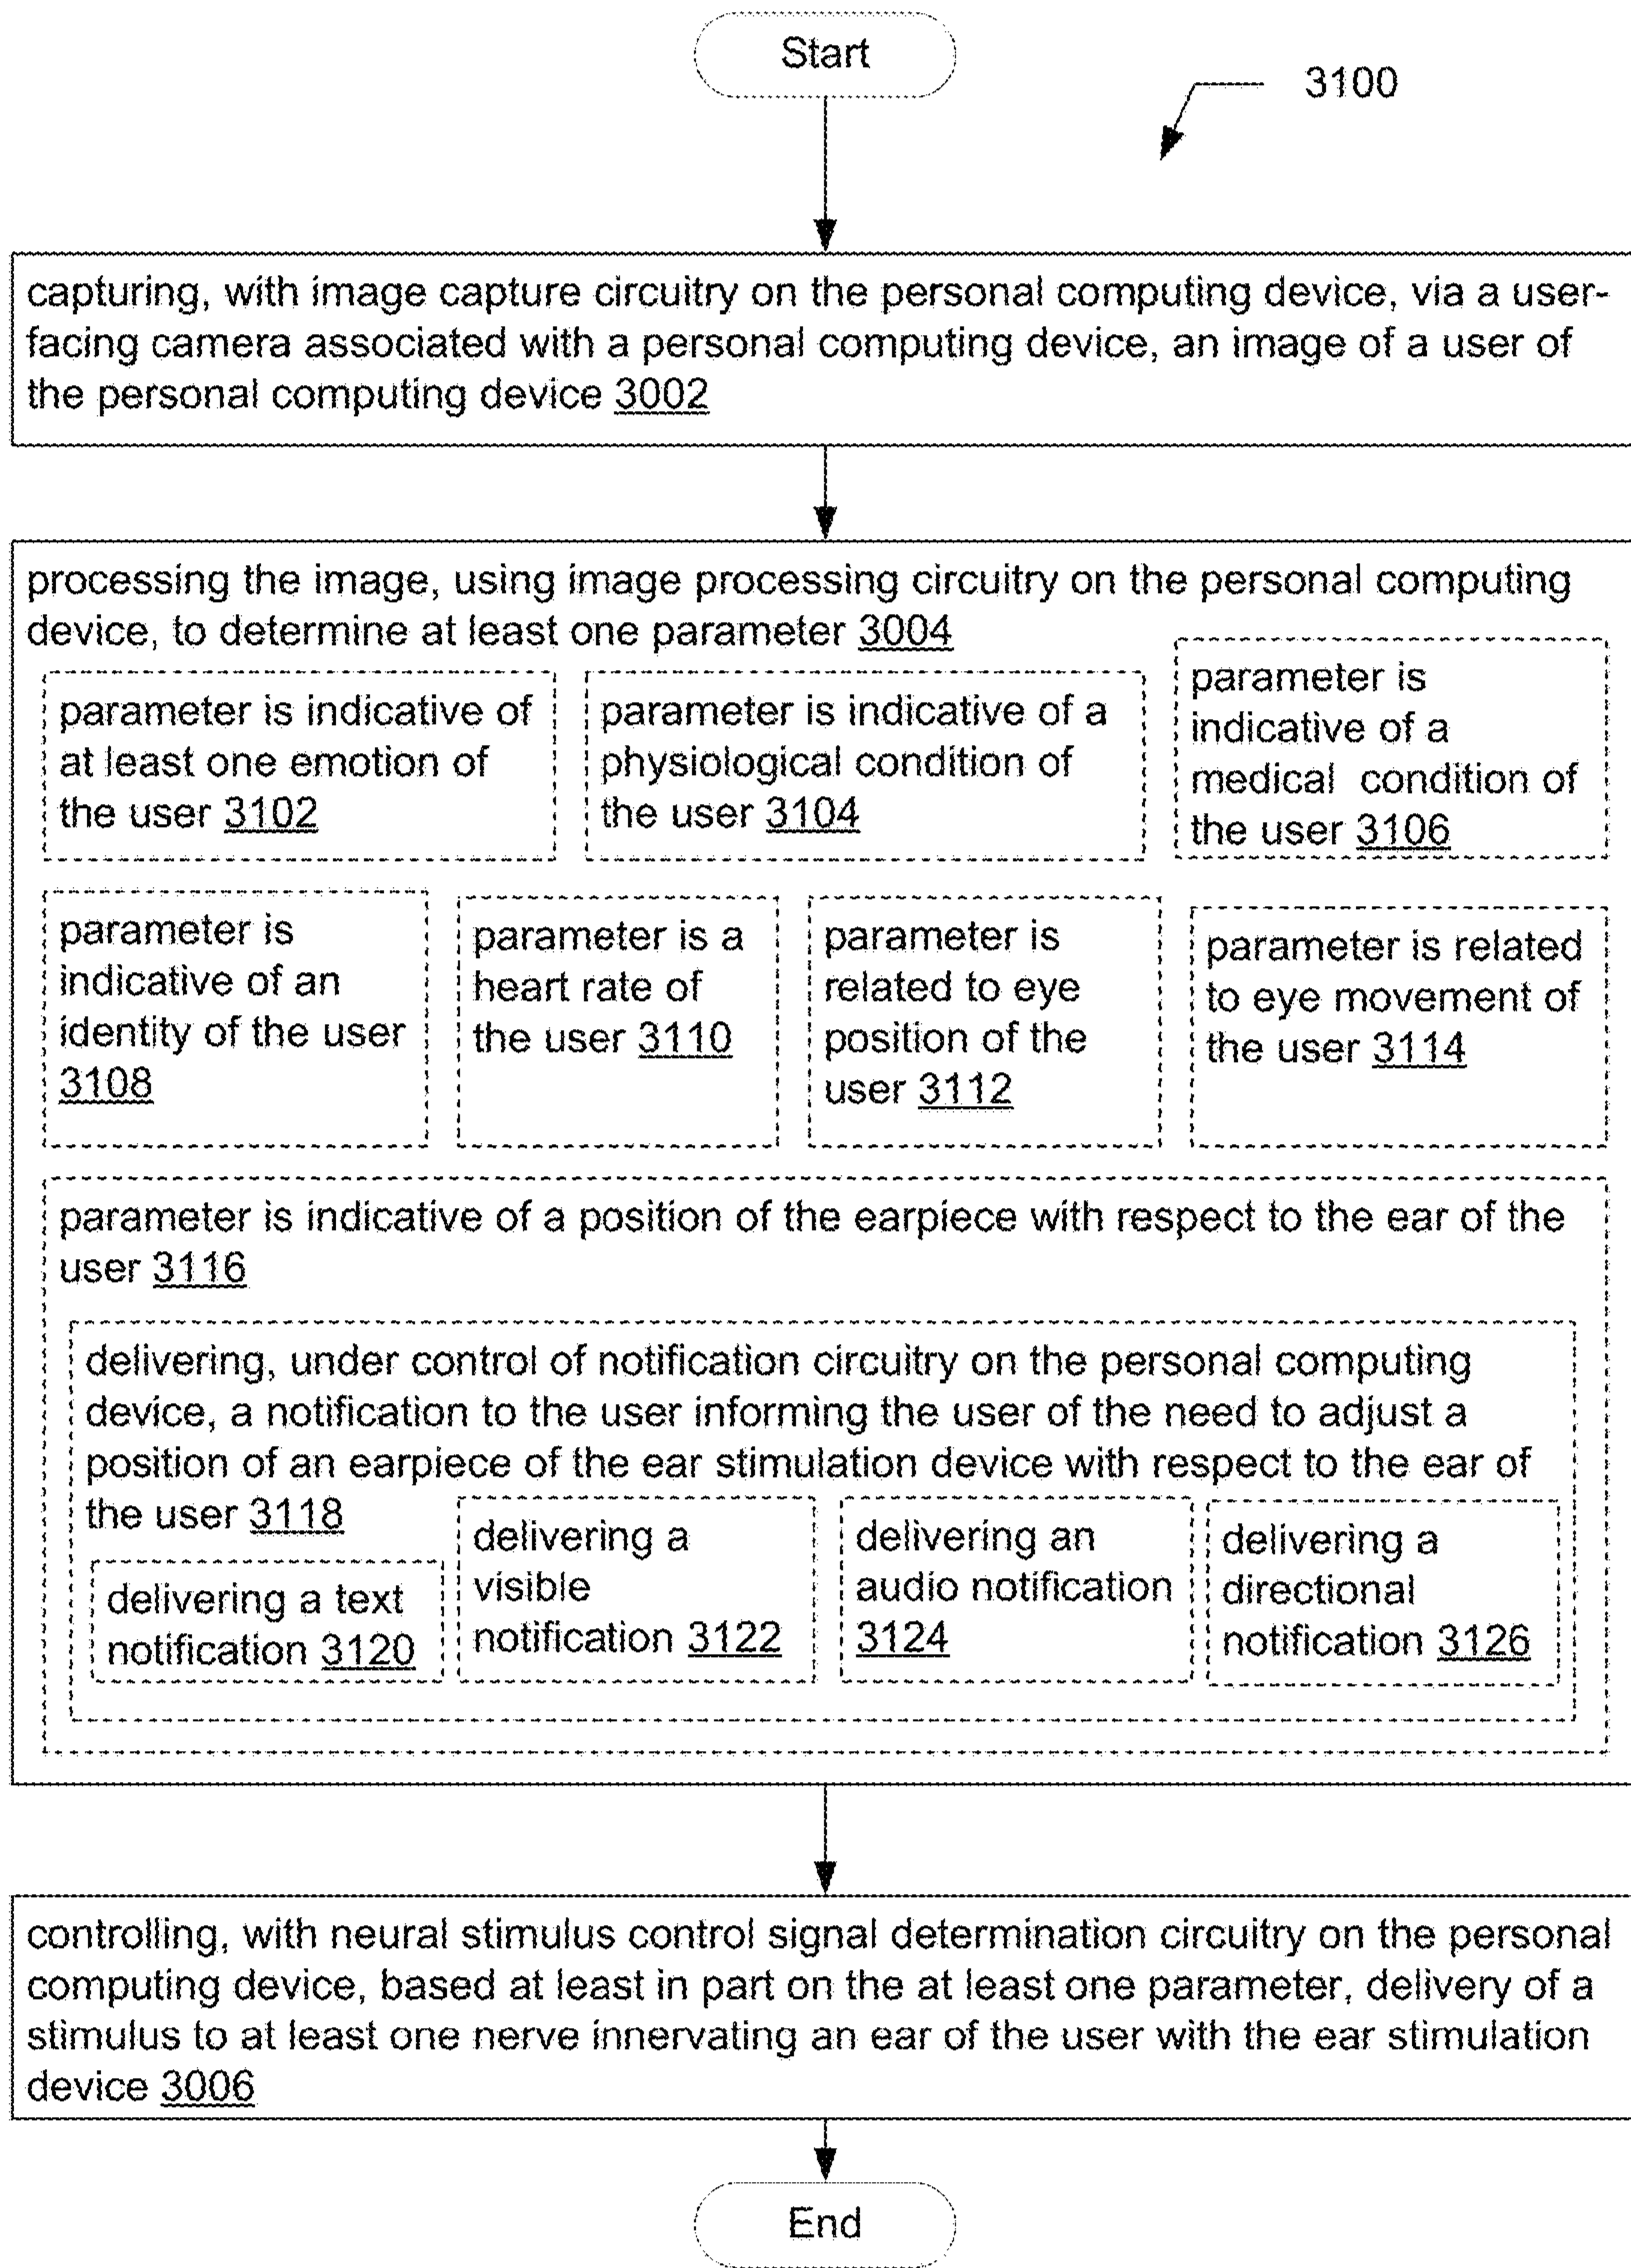 Start
3100
capturing, with image capture circuitry on the personal computing device, via a user-
facing camera associated with a personal computing device, an image of a user of
the personal computing device 3002
processing the image, using image processing circuitry on the personal computing
device, to determine at least one parameter 3004
parameter is indicative of
at least one emotion of
the user 3102
parameter is indicative of a
physiological condition of
the user 3104
parameter is
indicative of a
medical condition of
the user 3106
parameter is
indicative of an
identity of the user
3108
parameter is a
heart rate of
the user 3110
parameter is
related to eye
position of the
user 3112
parameter is related
to eye movement of
the user 3114
parameter is indicative of a position of the earpiece with respect to the ear of the
user 3116
delivering, under control of notification circuitry on the personal computing
device, a notification to the user informing the user of the need to adjust a
position of an earpiece of the ear stimulation device with respect to the ear of
the user 3118
delivering a text
notification 3120
delivering a
visible
notification 3122
delivering an
audio notification
3124
delivering a
directional
notification 3126
controlling, with neural stimulus control signal determination circuitry on the personal
computing device, based at least in part on the at least one parameter, delivery of a
stimulus to at least one nerve innervating an ear of the user with the ear stimulation
device 3006
End